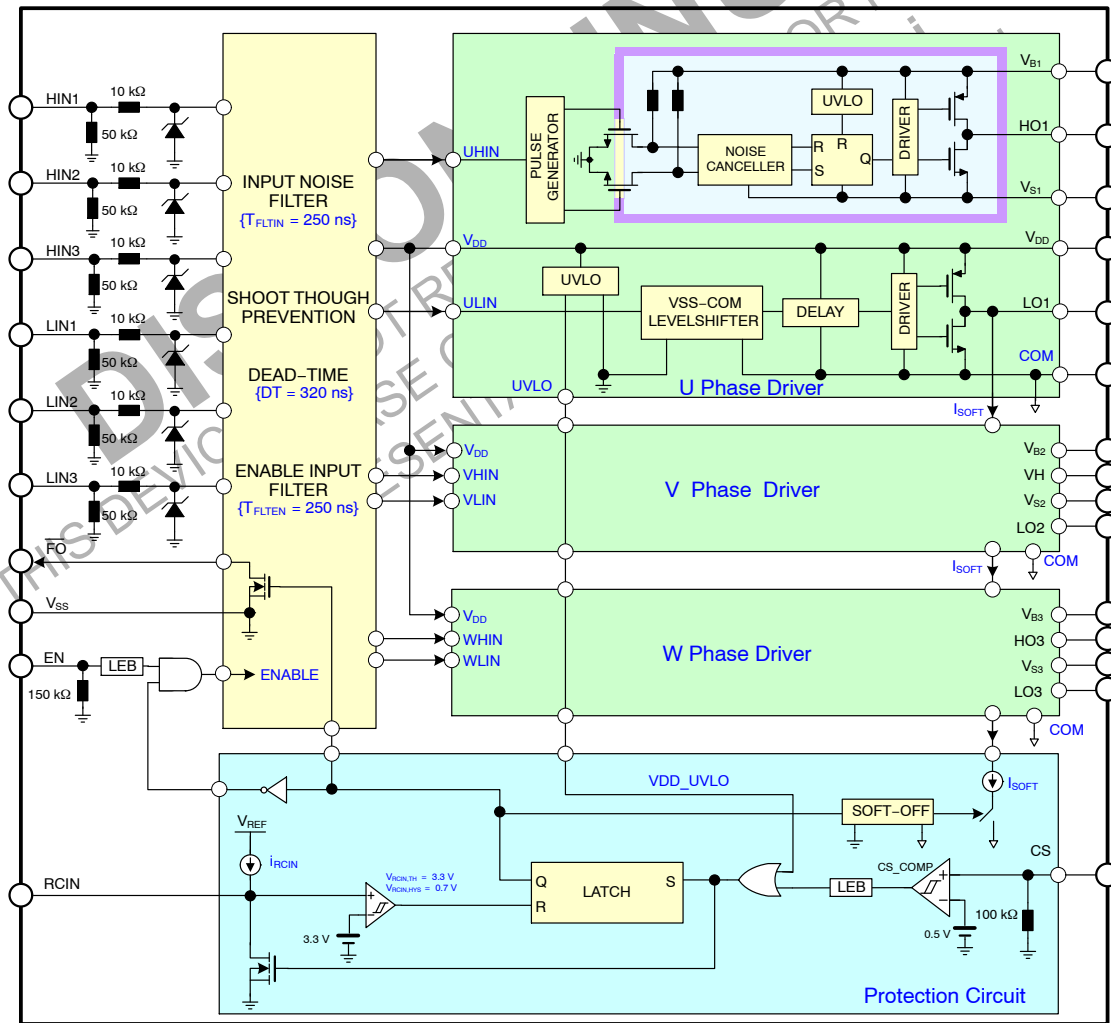 HIN1
10 kΩ
50 kΩ
HIN2
10 kΩ
50 kΩ
HIN3
10 kΩ
50 kΩ
LIN1
10 kΩ
50 kΩ
LIN2
10 kΩ
50 kΩ
LIN3
10 kΩ
50 kΩ
FO
VSS
EN
LEB
150 kΩ
RCIN
INPUT NOISE
FILTER
{TFLTIN = 250 ns}
SHOOT THOUGH
PREVENTION
DEAD−TIME
{DT = 320 ns}
ENABLE INPUT
FILTER
{TFLTEN = 250 ns}
ENABLE
UHIN
PULSE
GENERATOR
NOISE
CANCELLER
UVLO
R
R
S
Q
DRIVER
VB1
HO1
VS1
VDD
VDD
UVLO
ULIN
VSS-COM
LEVELSHIFTER
DELAY
DRIVER
LO1
COM
UVLO
U Phase Driver
ISOFT
VDD
VHIN
VLIN
V Phase Driver
VB2
VH
VS2
LO2
COM
ISOFT
VDD
WHIN
WLIN
W Phase Driver
VB3
HO3
VS3
LO3
COM
VDD_UVLO
ISOFT
SOFT-OFF
VREF
iRCIN
VRCIN,TH = 3.3 V
VRCIN,HYS = 0.7 V
+
−
3.3 V
Q
R
LATCH
S
LEB
CS_COMP
+
−
CS
100 kΩ
0.5 V
Protection Circuit